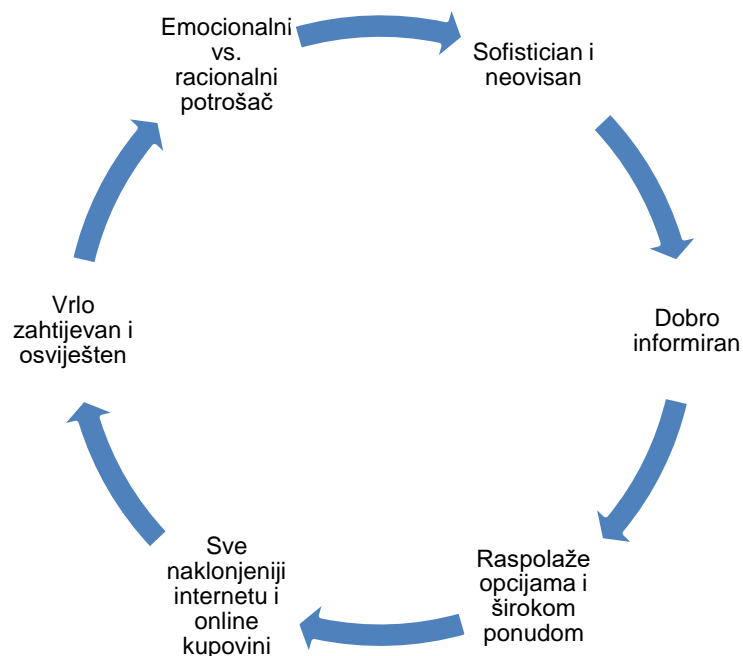 Emocionalni
vs.
racionalni
potrošač
Sofistician i
neovisan
Dobro
informiran
Raspolaže
opcijama i
širokom
ponudom
Sve
naklonjeniji
internetu i
online
kupovini
Vrlo
zahtijevan i
osviješten